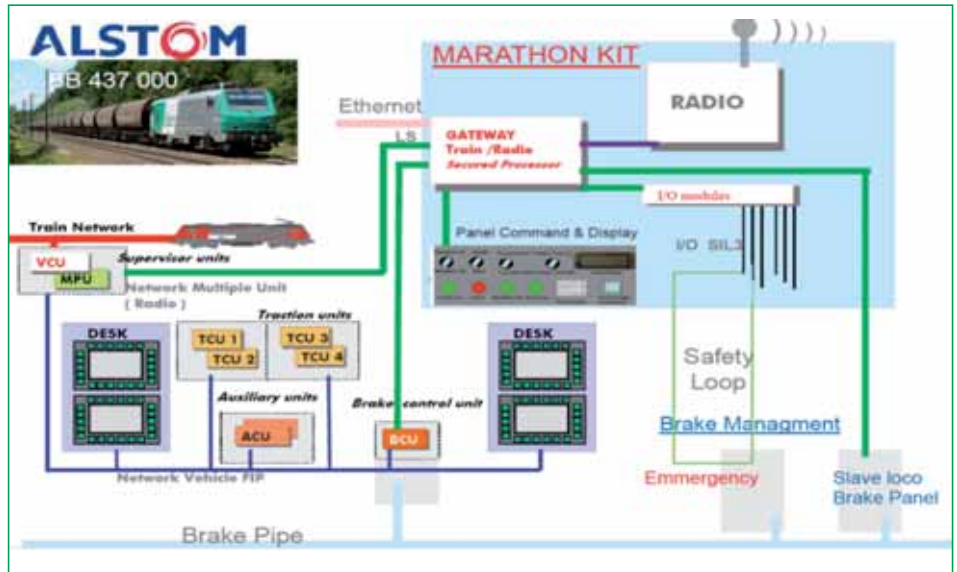 ALSTOM
BB 437 000
MARATHON KIT
RADIO
Ethernet
LS
GATEWAY
Train /Radio
Secured Processor
I/O modules
Panel Command & Display
I/O SIL3
Train Network
VCU
MPU
Supervisor units
Network Multiple Unit
( Radio )
Traction units
DESK
TCU 1
TCU 2
TCU 3
TCU 4
DESK
Safety
Loop
Auxiliary units
Brake control unit
ACU
BCU
Brake Managment
Network Vehicle FIP
Emmergency
Slave loco
Brake Panel
Brake Pipe